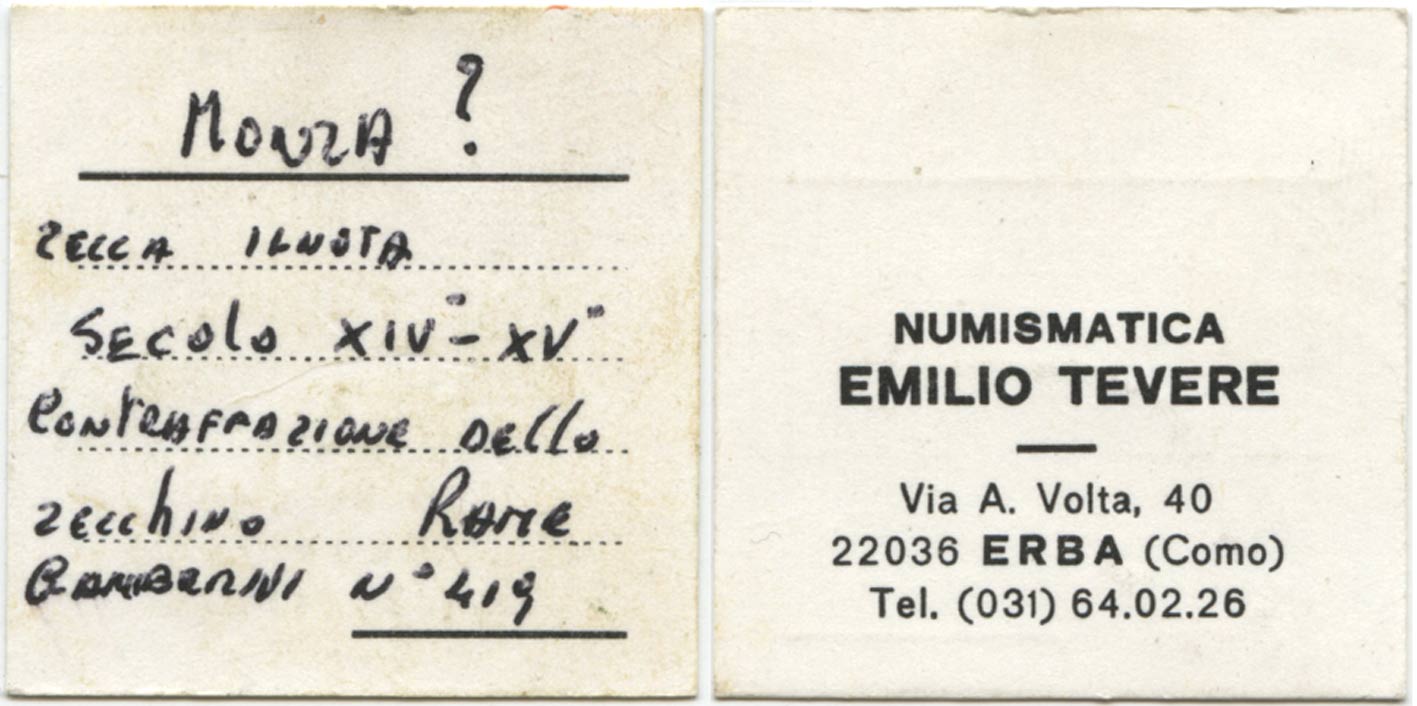 MONZA ?
ZECCA IGNOTA
SECOLO XIV° - XV°
CONTRAFFAZIONE DELLO
ZECCHINO RAME
GAMBERINI N° 419
NUMISMATICA
EMILIO TEVERE
Via A. Volta, 40
22036 ERBA (Como)
Tel. (031) 64.02.26